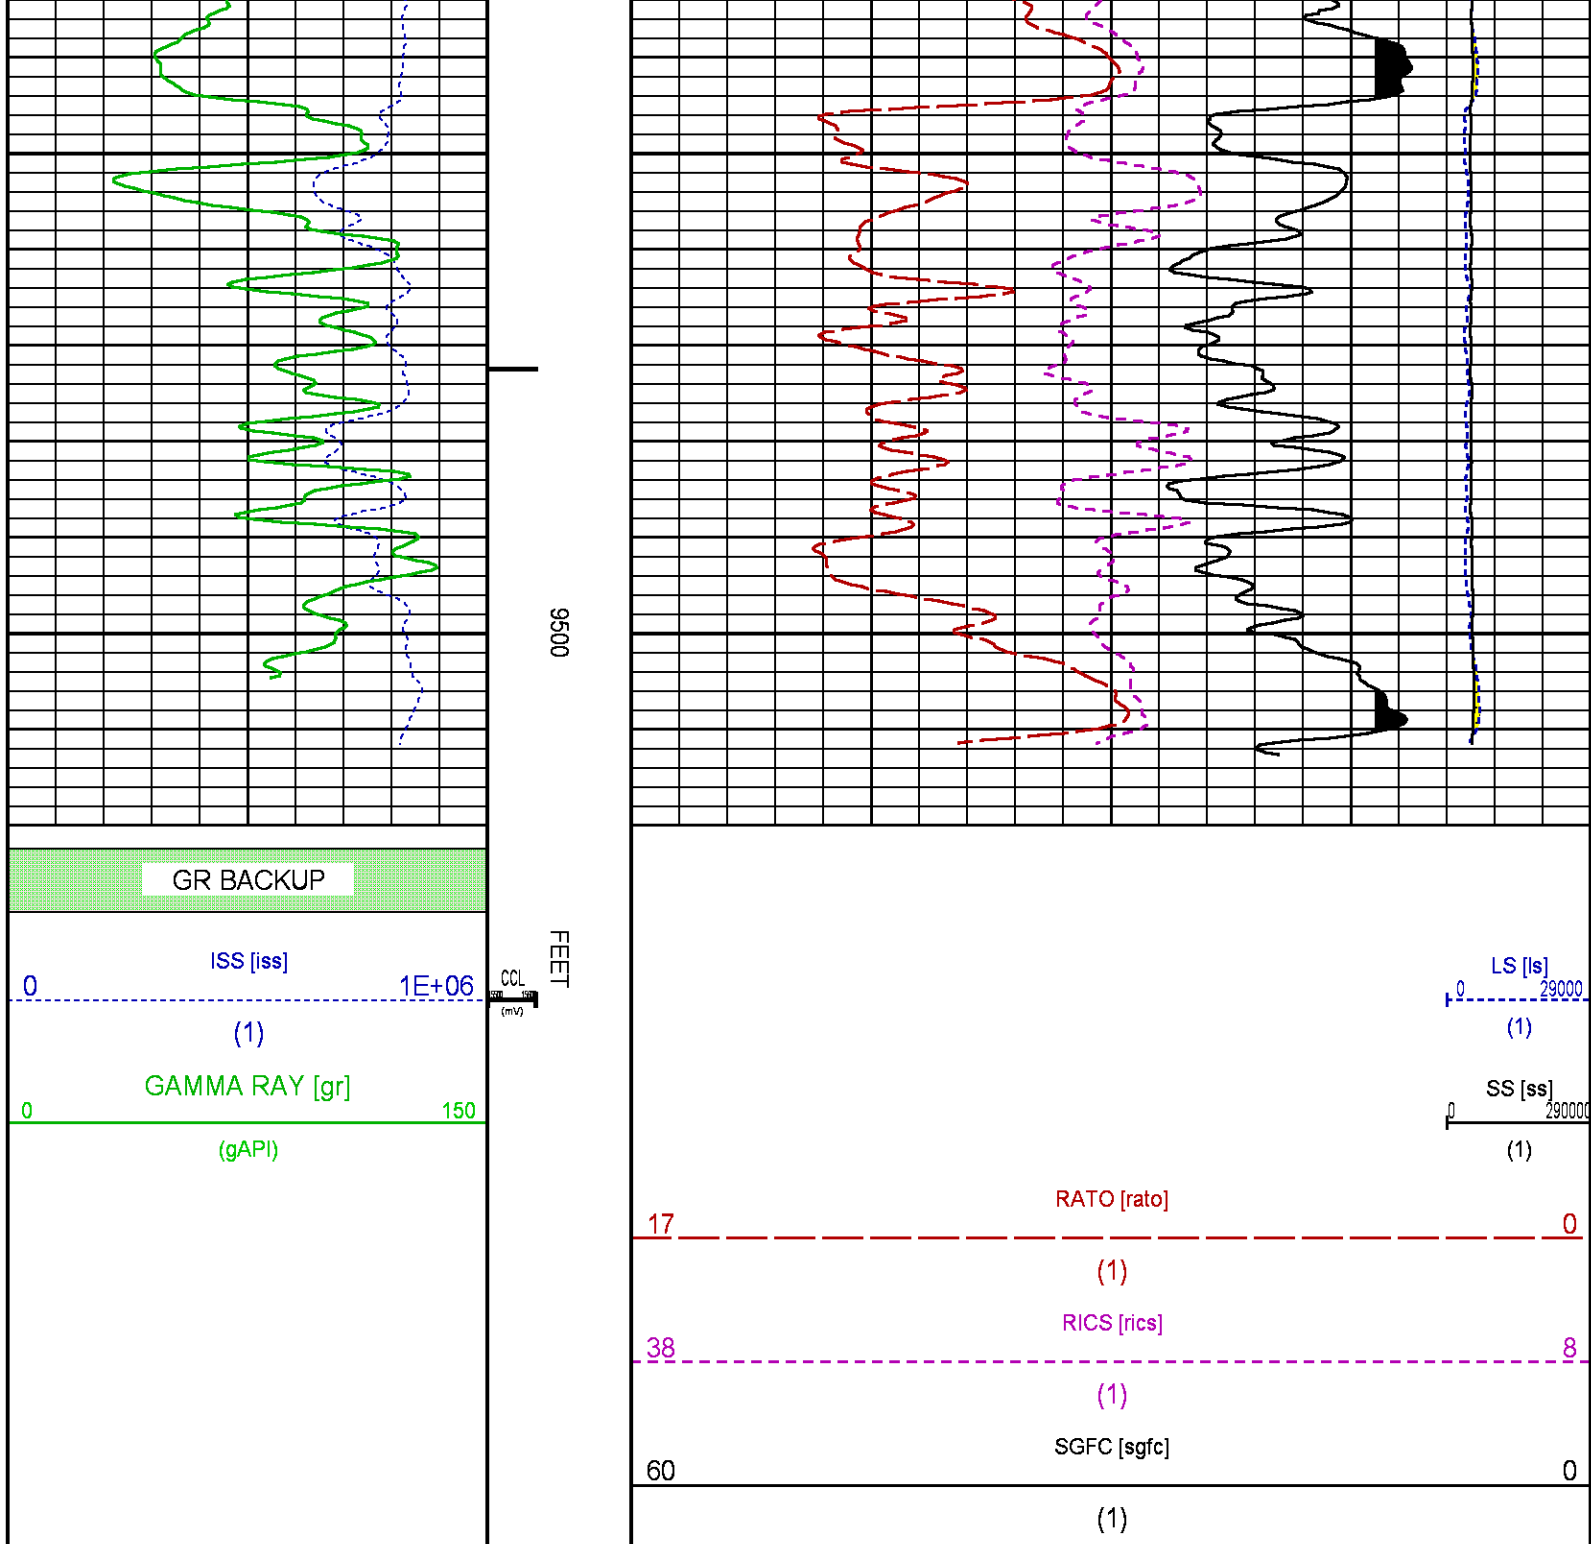 9500
GR BACKUP
FEET
ISS [iss]
0 1E+06
(1)
CCL
(mV)
LS [ls]
0 29000
(1)
GAMMA RAY [gr]
0 150
(gAPI)
SS [ss]
0 290000
(1)
RATO [rato]
17 0
(1)
RICS [rics]
38 8
(1)
SGFC [sgfc]
60 0
(1)